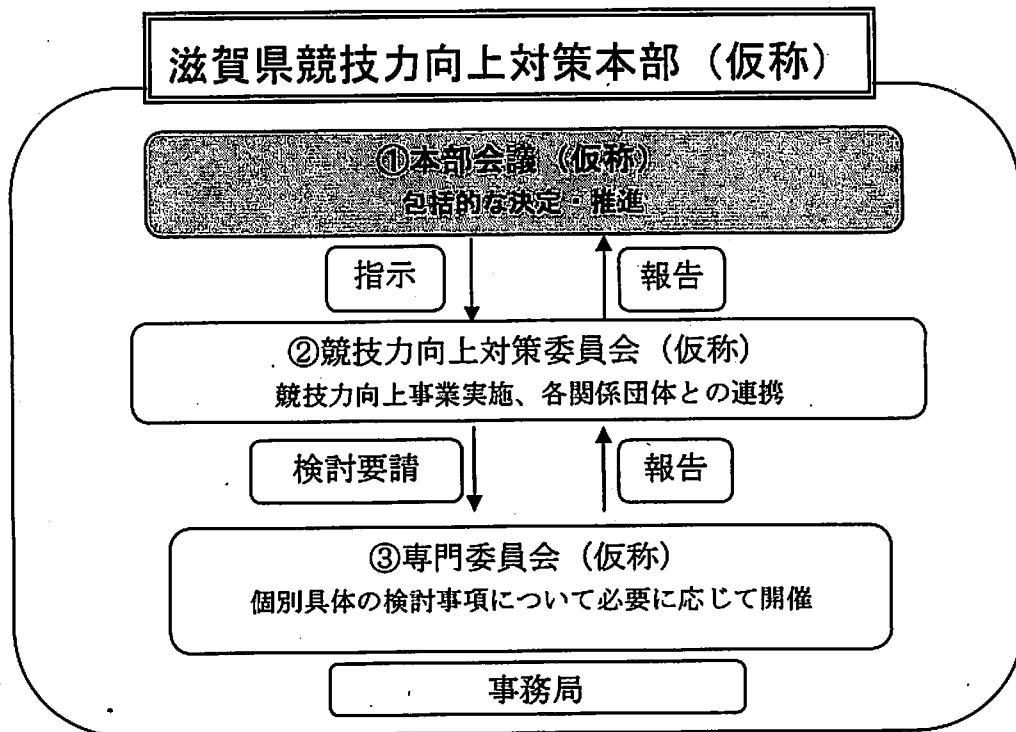 滋賀県競技力向上対策本部（仮称）
①本部会議（仮称）
包括的な決定・推進
指示
報告
②競技力向上対策委員会（仮称）
競技力向上事業実施、各関係団体との連携
検討要請
報告
③専門委員会（仮称）
個別具体の検討事項について必要に応じて開催
事務局